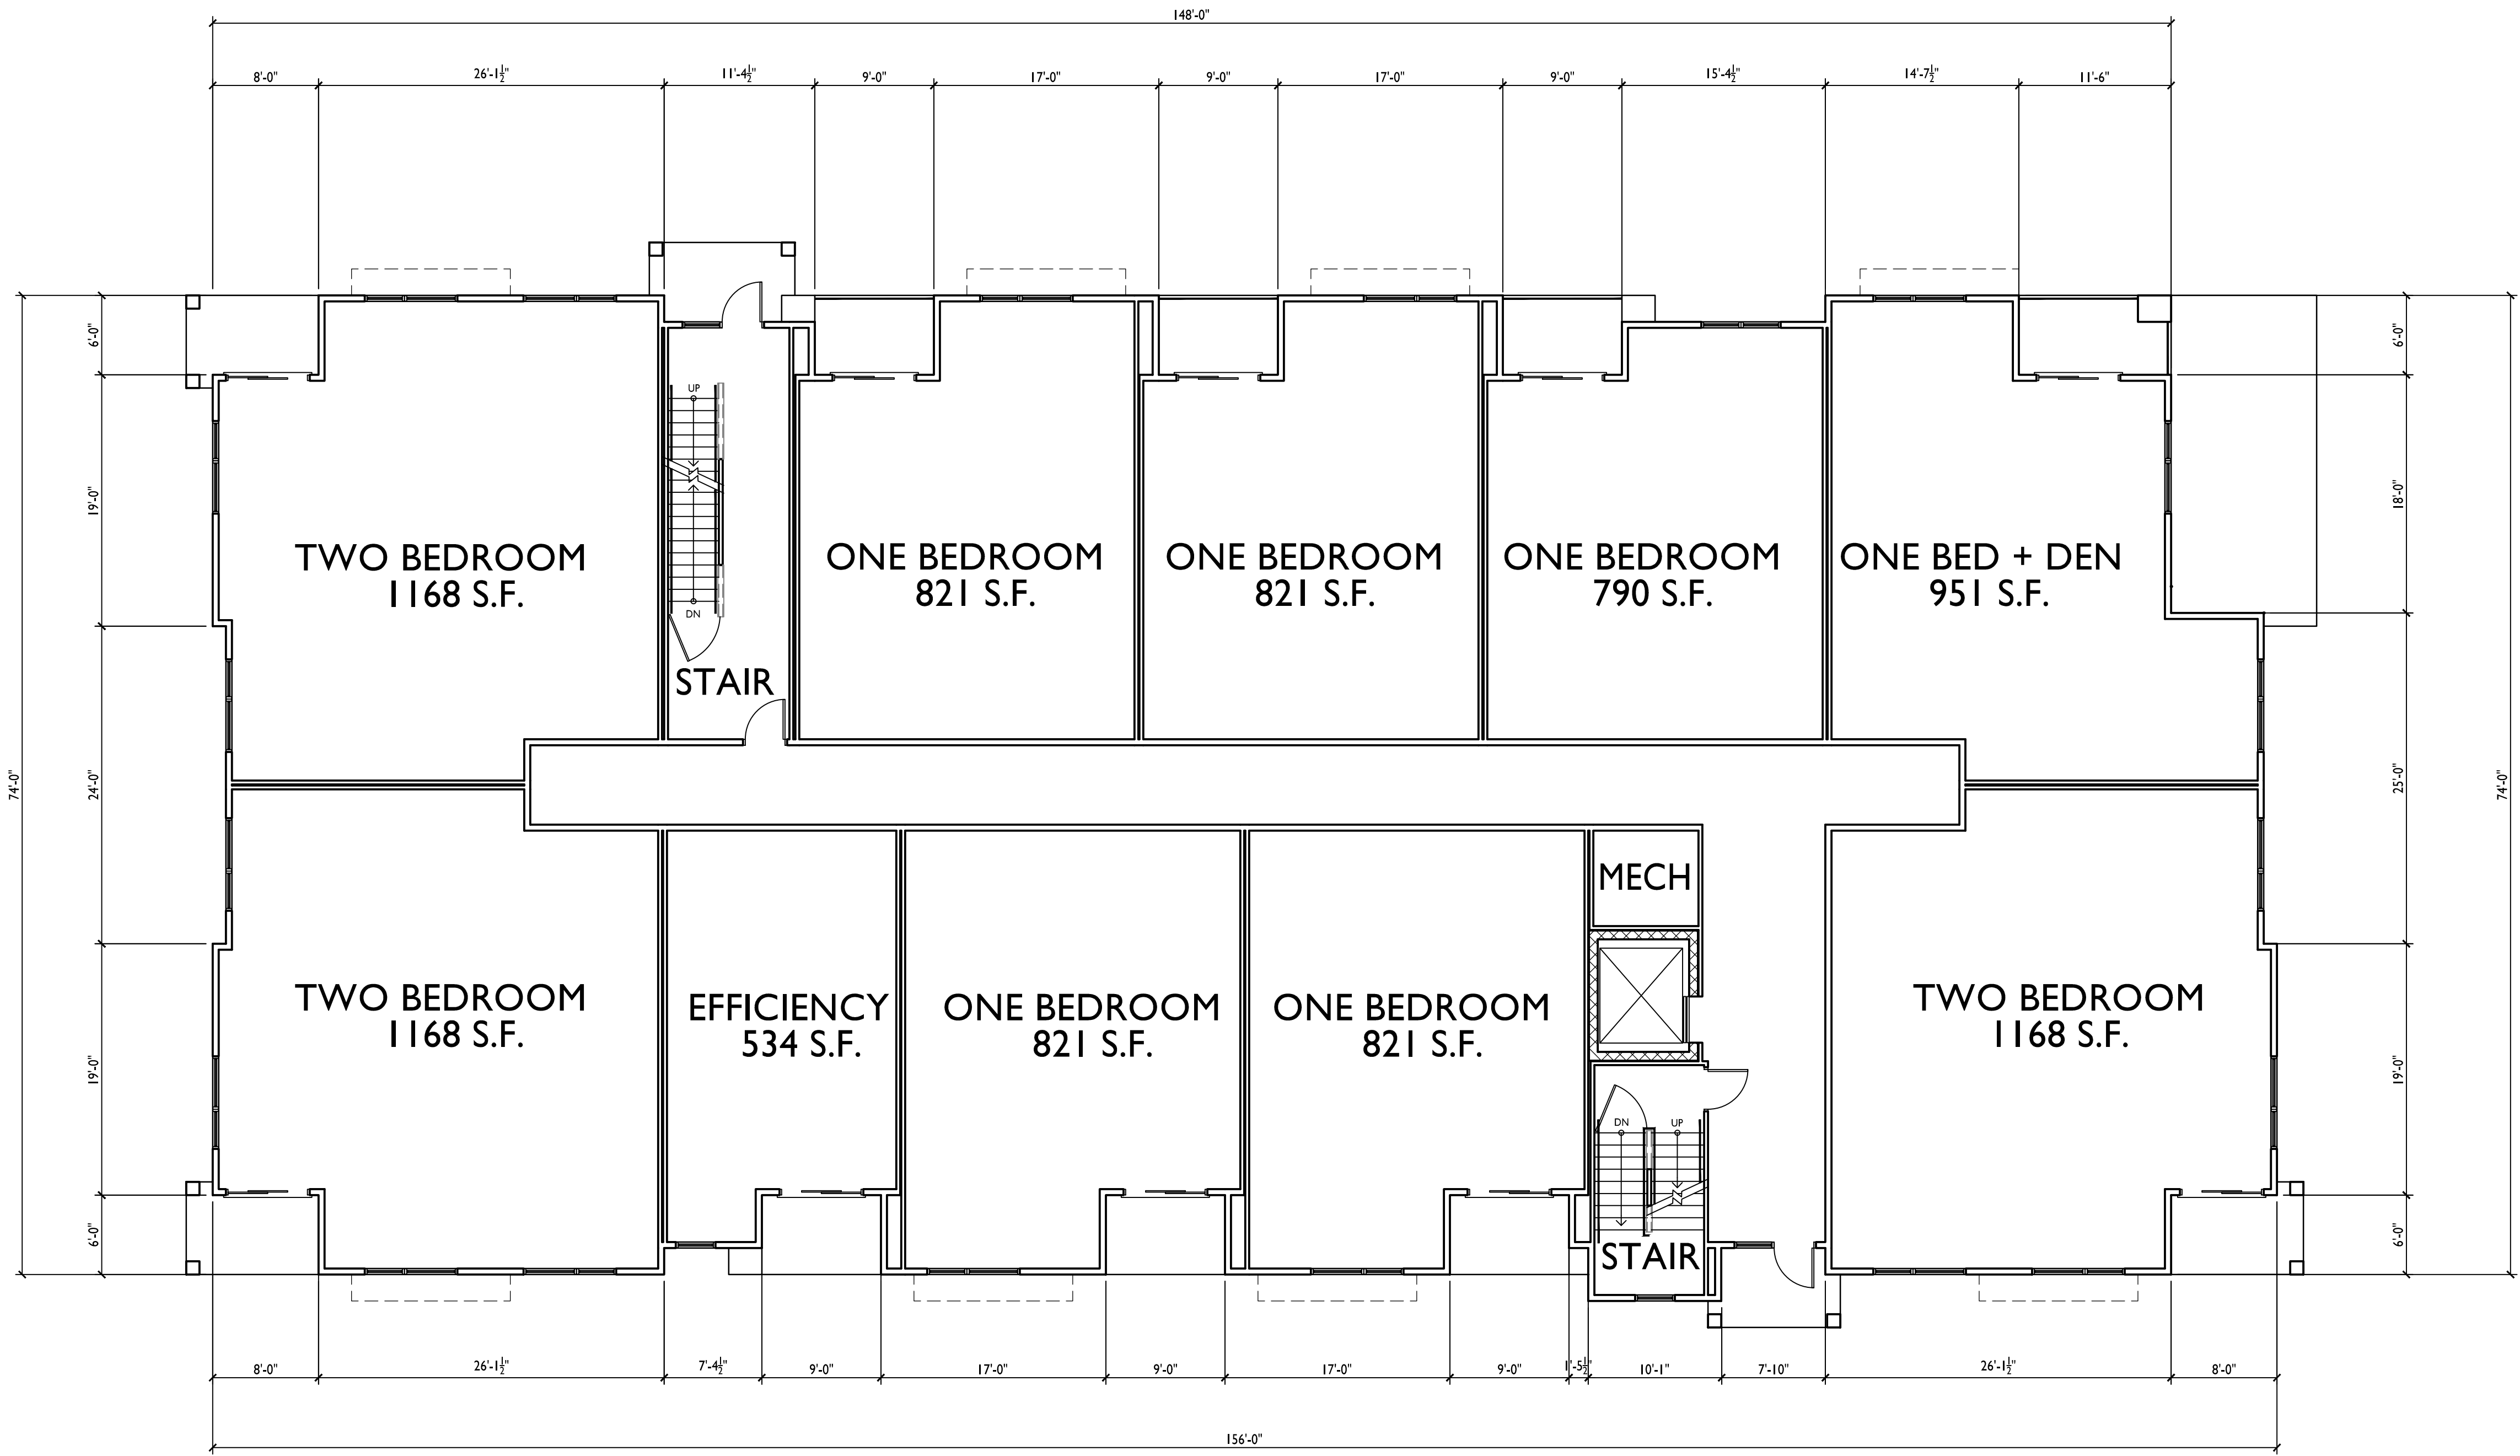 148'-0"
8'-0"
26'-1½"
11'-4½"
9'-0"
17'-0"
9'-0"
17'-0"
9'-0"
15'-4½"
14'-7½"
11'-6"
6'-0"
19'-0"
24'-0"
19'-0"
6'-0"
74'-0"
UP
DN
STAIR
TWO BEDROOM
1168 S.F.
ONE BEDROOM
821 S.F.
ONE BEDROOM
821 S.F.
ONE BEDROOM
790 S.F.
ONE BED + DEN
951 S.F.
6'-0"
18'-0"
25'-0"
19'-0"
6'-0"
74'-0"
MECH
TWO BEDROOM
1168 S.F.
EFFICIENCY
534 S.F.
ONE BEDROOM
821 S.F.
ONE BEDROOM
821 S.F.
TWO BEDROOM
1168 S.F.
DN
UP
STAIR
8'-0"
26'-1½"
7'-4½"
9'-0"
17'-0"
9'-0"
17'-0"
9'-0"
1'-5½"
10'-1"
7'-10"
26'-1½"
8'-0"
156'-0"